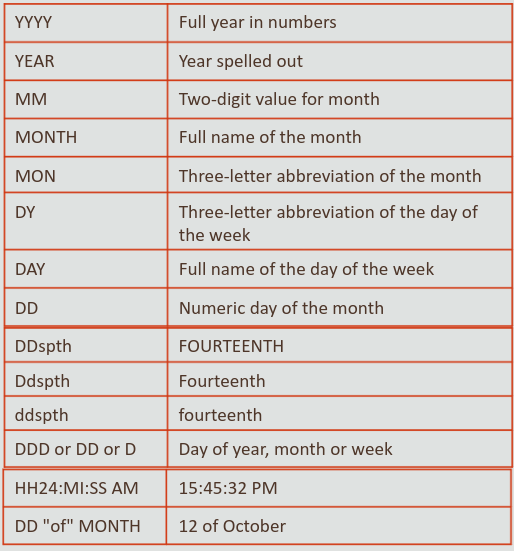 YYYY Full year in numbers
YEAR Year spelled out
MM Two-digit value for month
MONTH Full name of the month
MON Three-letter abbreviation of the month
DY Three-letter abbreviation of the day of
the week
DAY Full name of the day of the week
DD Numeric day of the month
DDspth FOURTEENTH
Ddspth Fourteenth
ddspth fourteenth
DDD or DD or D Day of year, month or week
HH24:MI:SS AM 15:45:32 PM
DD "of" MONTH 12 of October